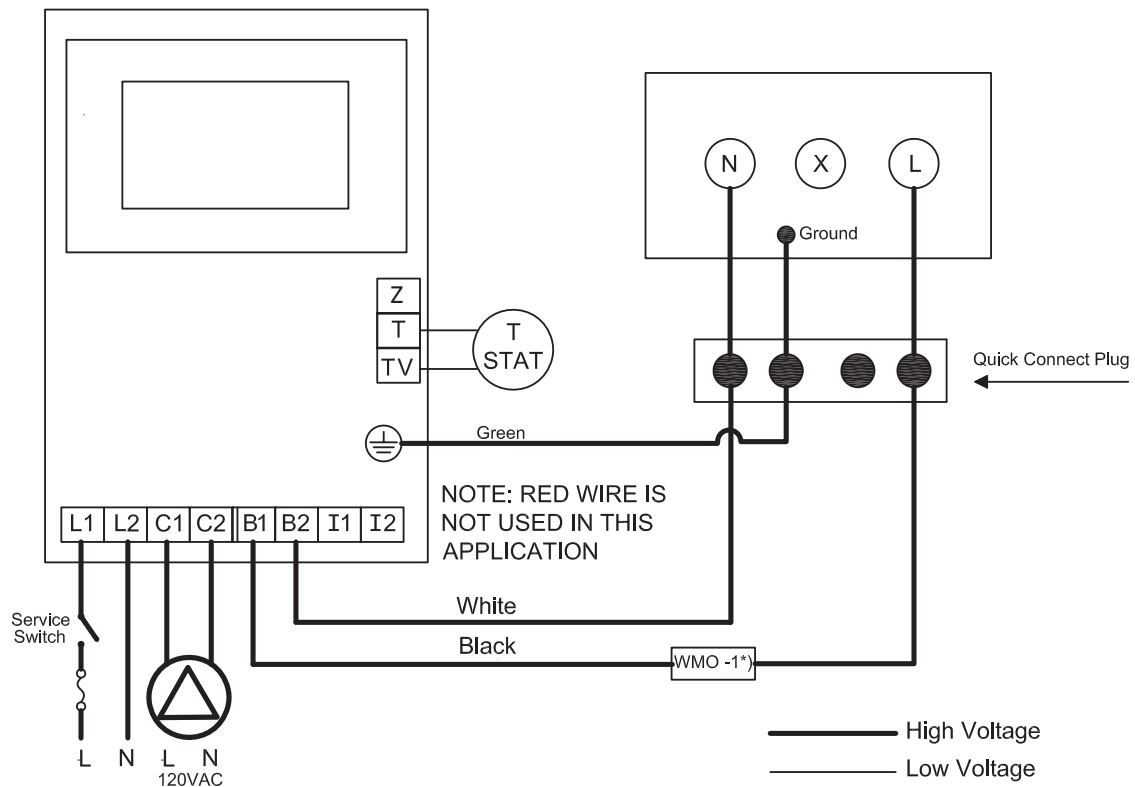 N X L
Ground
Z
T
TV
T
STAT
Quick Connect Plug
Green
NOTE: RED WIRE IS
NOT USED IN THIS
APPLICATION
L1 L2 C1 C2 B1 B2 I1 I2
White
Service
Switch
Black
WMO -1*)
L N L N
120VAC
High Voltage
Low Voltage